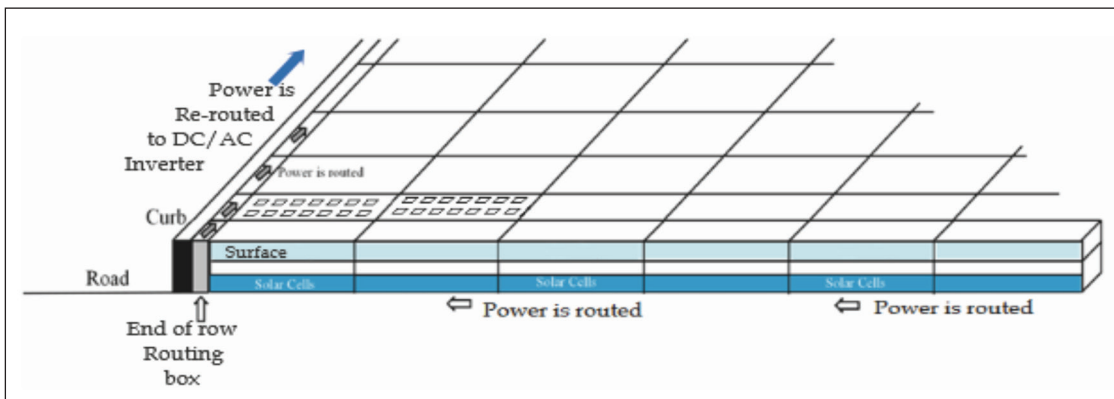 Power is
Re-routed
to DC/AC
Inverter
Power is routed
Curb
Surface
Road
Solar Cells
Solar Cells
Solar Cells
Power is routed
Power is routed
End of row
Routing
box